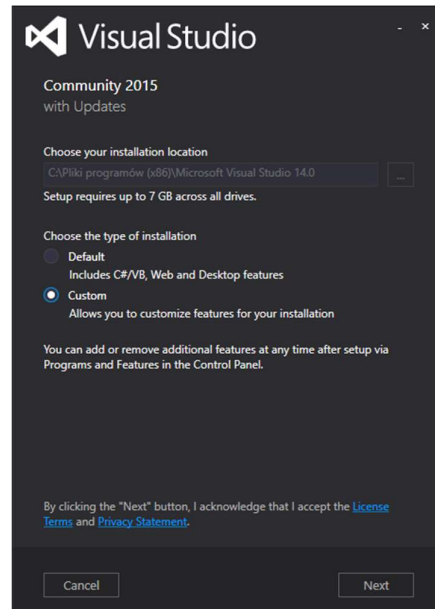 Visual Studio
Community 2015
with Updates
Choose your installation location
C:\Pliki programów (x86)\Microsoft Visual Studio 14.0
...
Setup requires up to 7 GB across all drives.
Choose the type of installation
Default
Includes C#/VB, Web and Desktop features
Custom
Allows you to customize features for your installation
You can add or remove additional features at any time after setup via
Programs and Features in the Control Panel.
By clicking the "Next" button, I acknowledge that I accept the License
Terms and Privacy Statement.
Cancel
Next